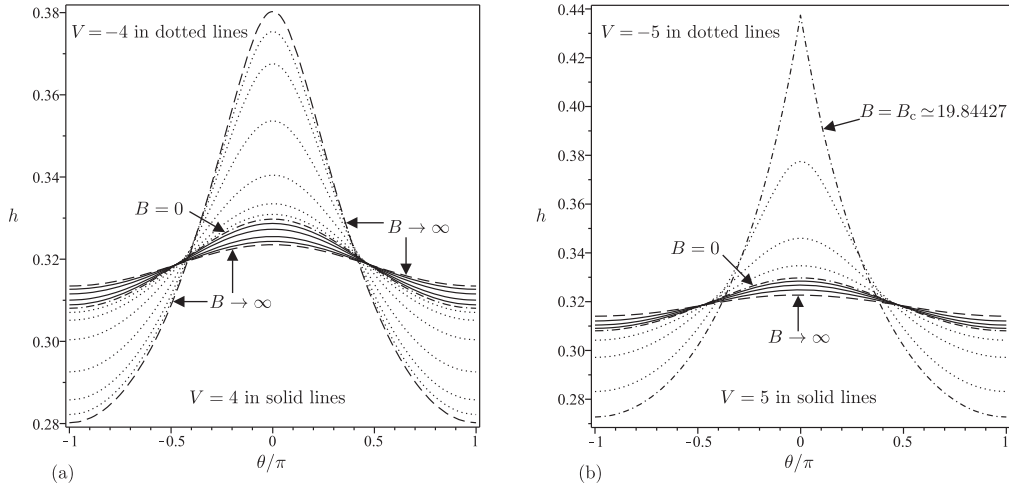 V = −4 in dotted lines
0.38
0.36
0.34
0.32
0.30
0.28
h
B = 0
B → ∞
B → ∞
V = 4 in solid lines
-1
-0.5
0
0.5
1
θ/π
(a)
V = −5 in dotted lines
0.44
0.42
0.40
0.38
0.36
0.34
0.32
0.30
0.28
h
B = B_c ≃ 19.84427
B = 0
B → ∞
V = 5 in solid lines
-1
-0.5
0
0.5
1
θ/π
(b)